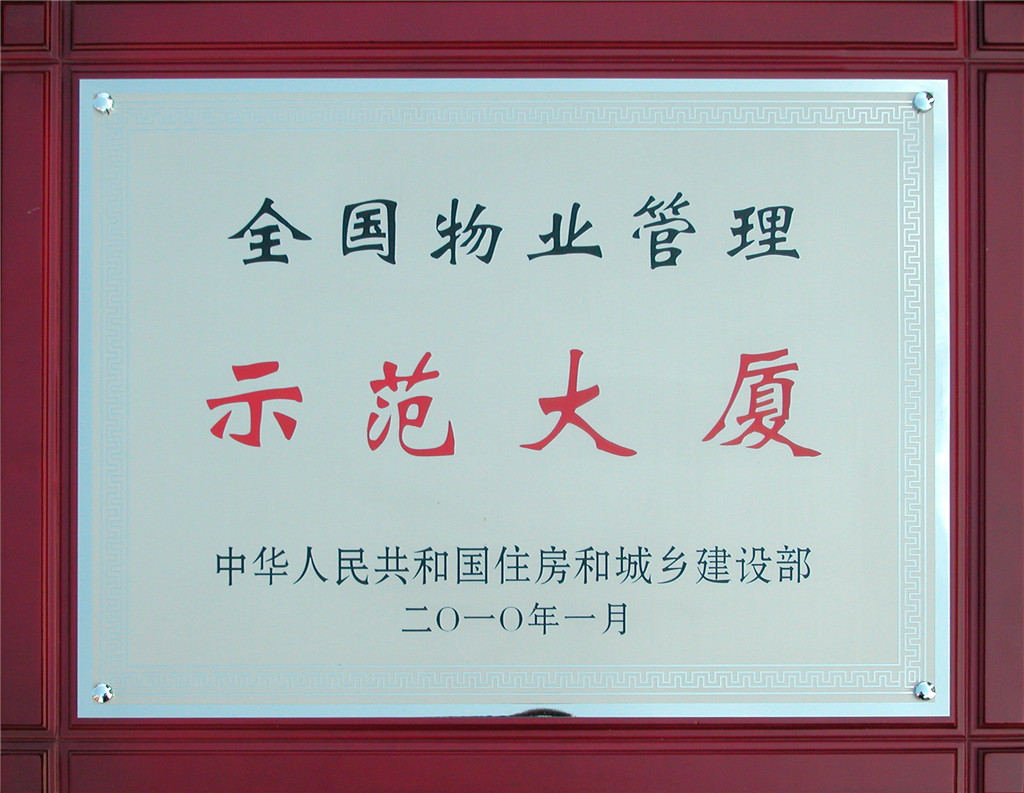 全国物业管理
示范大厦
中华人民共和国住房和城乡建设部
二〇一〇年一月